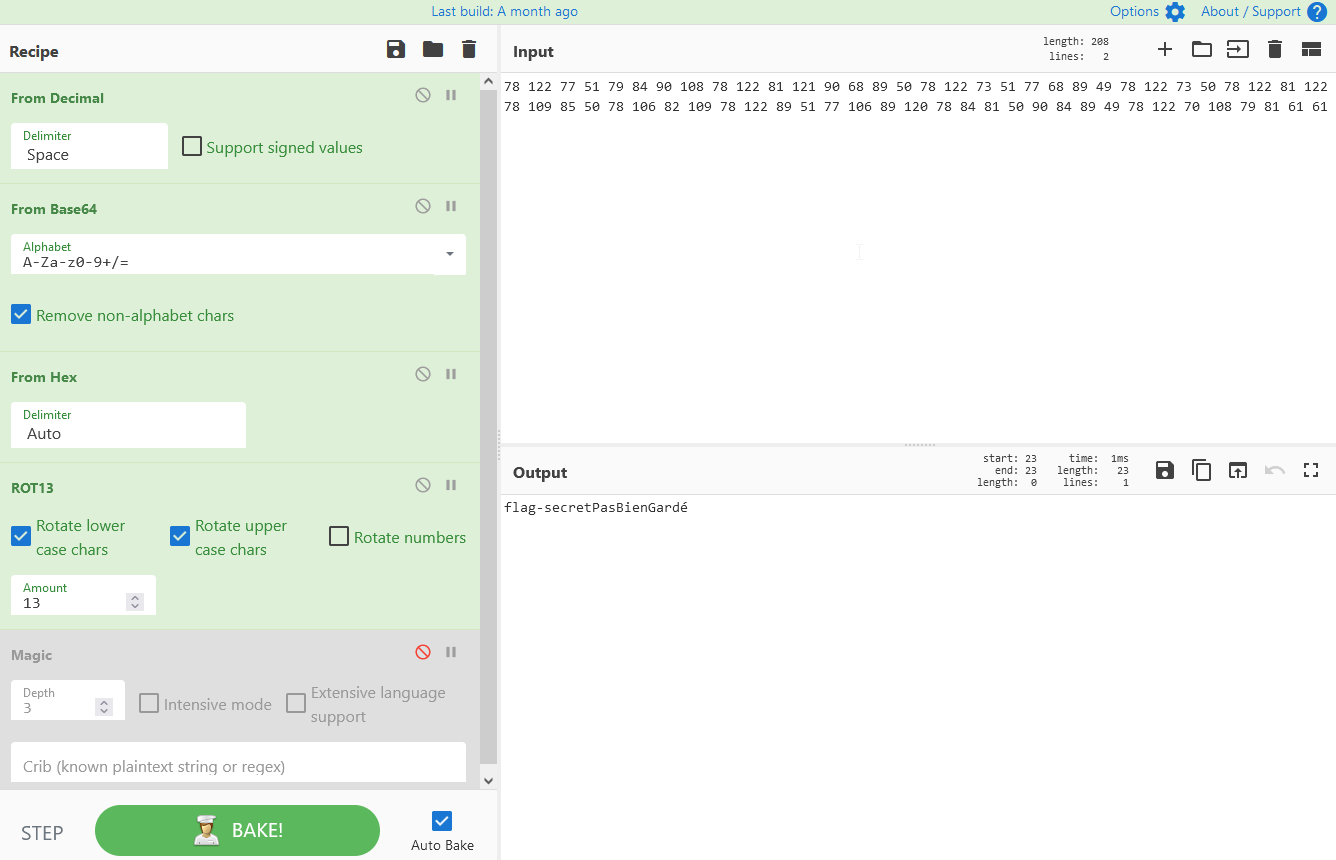 Last build: A month ago
Options
About / Support
Recipe
From Decimal
Delimiter
Space
Support signed values
From Base64
Alphabet
A-Za-z0-9+/=
Remove non-alphabet chars
From Hex
Delimiter
Auto
ROT13
Rotate lower case chars
Rotate upper case chars
Rotate numbers
Amount
13
Magic
Depth
3
Intensive mode
Extensive language support
Crib (known plaintext string or regex)
STEP
BAKE!
Auto Bake
Input
length: 208
lines: 2
78 122 77 51 79 84 90 108 78 122 81 121 90 68 89 50 78 122 73 51 77 68 89 49 78 122 73 50 78 122 81 122
78 109 85 50 78 106 82 109 78 122 89 51 77 106 89 120 78 84 81 50 90 84 89 49 78 122 70 108 79 81 61 61
Output
start: 23
end: 23
length: 0
time: 1ms
length: 23
lines: 1
flag-secretPasBienGardé